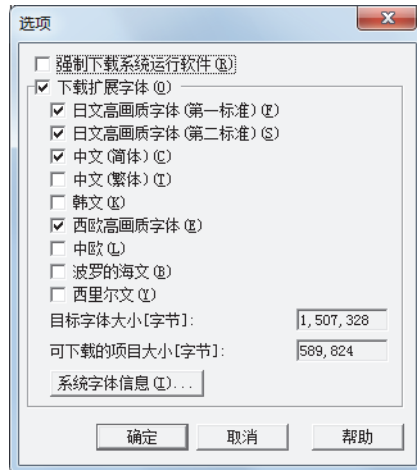 选项
强制下载系统运行软件(R)
下载扩展字体(O)
日文高画质字体(第一标准)(F)
日文高画质字体(第二标准)(S)
中文(简体)(C)
中文(繁体)(T)
韩文(K)
西欧高画质字体(E)
中欧(L)
波罗的海文(B)
西里尔文(Y)
目标字体大小[字节]: 1,507,328
可下载的项目大小[字节]: 589,824
系统字体信息(I)...
确定 取消 帮助